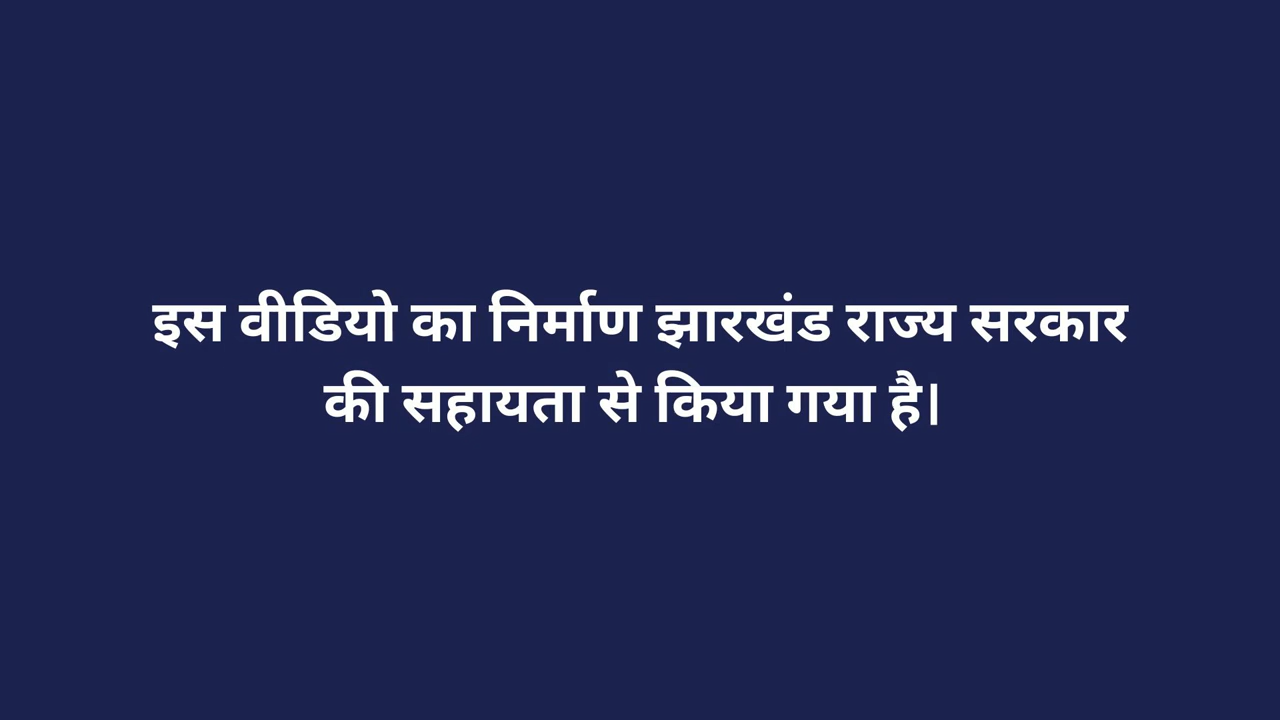 इस वीडियो का निर्माण झारखंड राज्य सरकार
की सहायता से किया गया है।